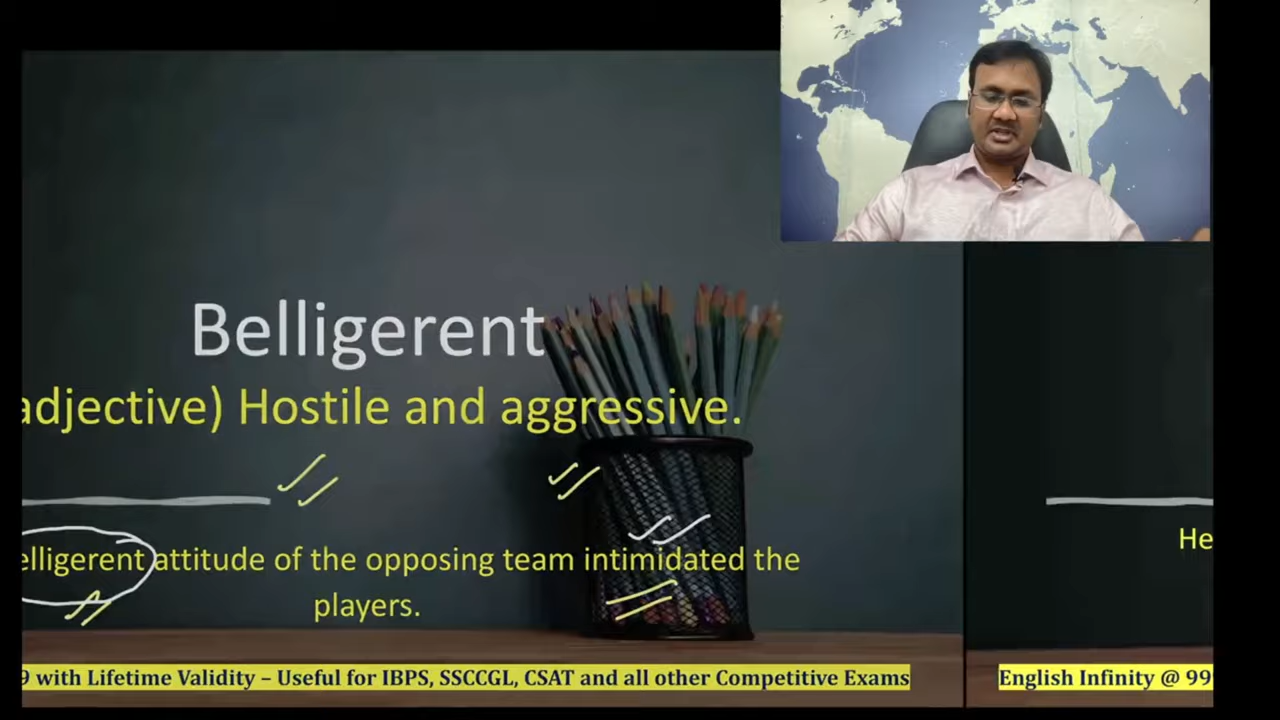 Belligerent
adjective) Hostile and aggressive.
elligerent attitude of the opposing team intimidated the
players.
He
9 with Lifetime Validity – Useful for IBPS, SSCCGL, CSAT and all other Competitive Exams
English Infinity @ 99